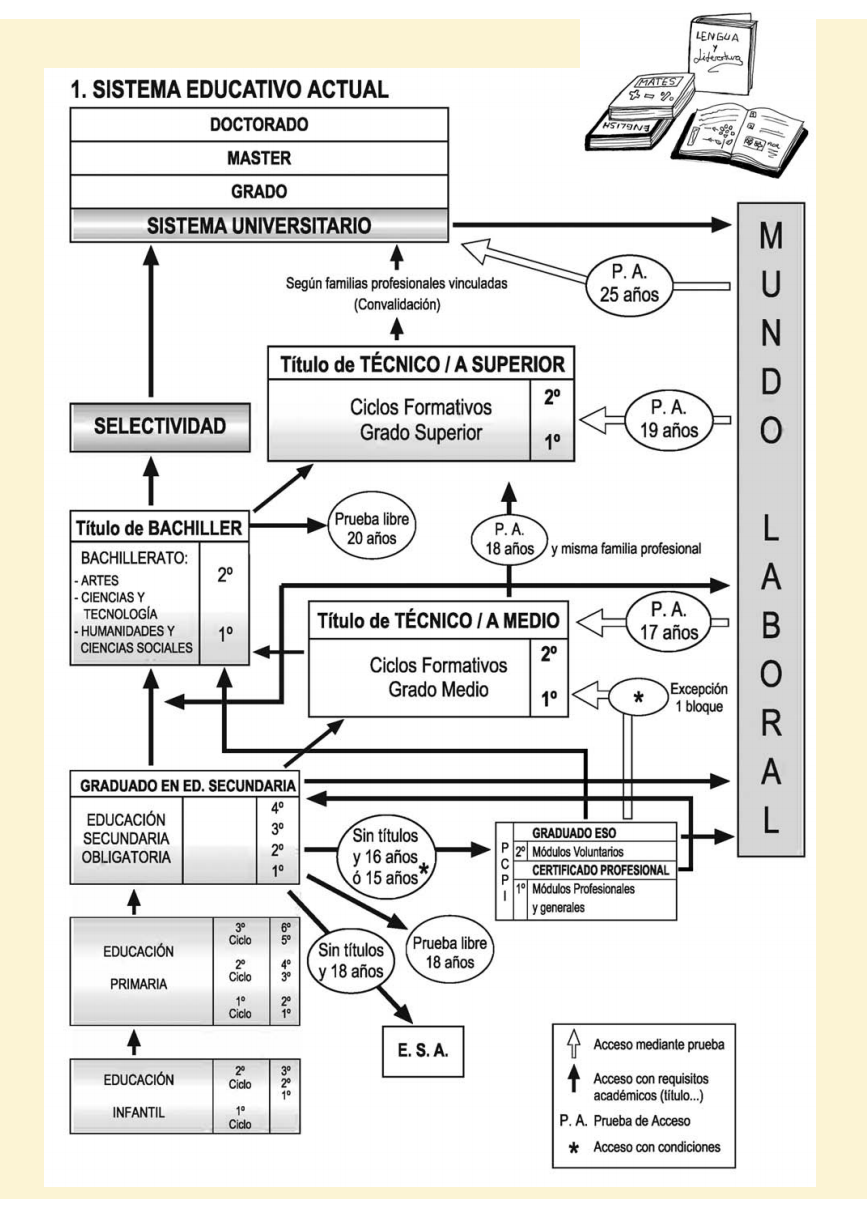 LENGUA
y
Literatura
MATES
+ - %
ENGLISH
1. SISTEMA EDUCATIVO ACTUAL
DOCTORADO
MASTER
GRADO
SISTEMA UNIVERSITARIO
P. A.
25 años
Según familias profesionales vinculadas
(Convalidación)
Título de TÉCNICO / A SUPERIOR
Ciclos Formativos
Grado Superior
2º
1º
P. A.
19 años
SELECTIVIDAD
Título de BACHILLER
BACHILLERATO:
- ARTES
- CIENCIAS Y
TECNOLOGÍA
- HUMANIDADES Y
CIENCIAS SOCIALES
2º
1º
Prueba libre
20 años
P. A.
18 años
y misma familia profesional
Título de TÉCNICO / A MEDIO
Ciclos Formativos
Grado Medio
2º
1º
P. A.
17 años
*
Excepción
1 bloque
MUNDO LABORAL
GRADUADO EN ED. SECUNDARIA
EDUCACIÓN
SECUNDARIA
OBLIGATORIA
4º
3º
2º
1º
Sin títulos
y 16 años
ó 15 años*
PCPI
GRADUADO ESO
2º Módulos Voluntarios
CERTIFICADO PROFESIONAL
1º Módulos Profesionales
y generales
Sin títulos
y 18 años
Prueba libre
18 años
E. S. A.
EDUCACIÓN
PRIMARIA
3º
Ciclo
6º
5º
2º
Ciclo
4º
3º
1º
Ciclo
2º
1º
EDUCACIÓN
INFANTIL
2º
Ciclo
3º
2º
1º
1º
Ciclo
Acceso mediante prueba
Acceso con requisitos
académicos (título...)
P. A. Prueba de Acceso
* Acceso con condiciones